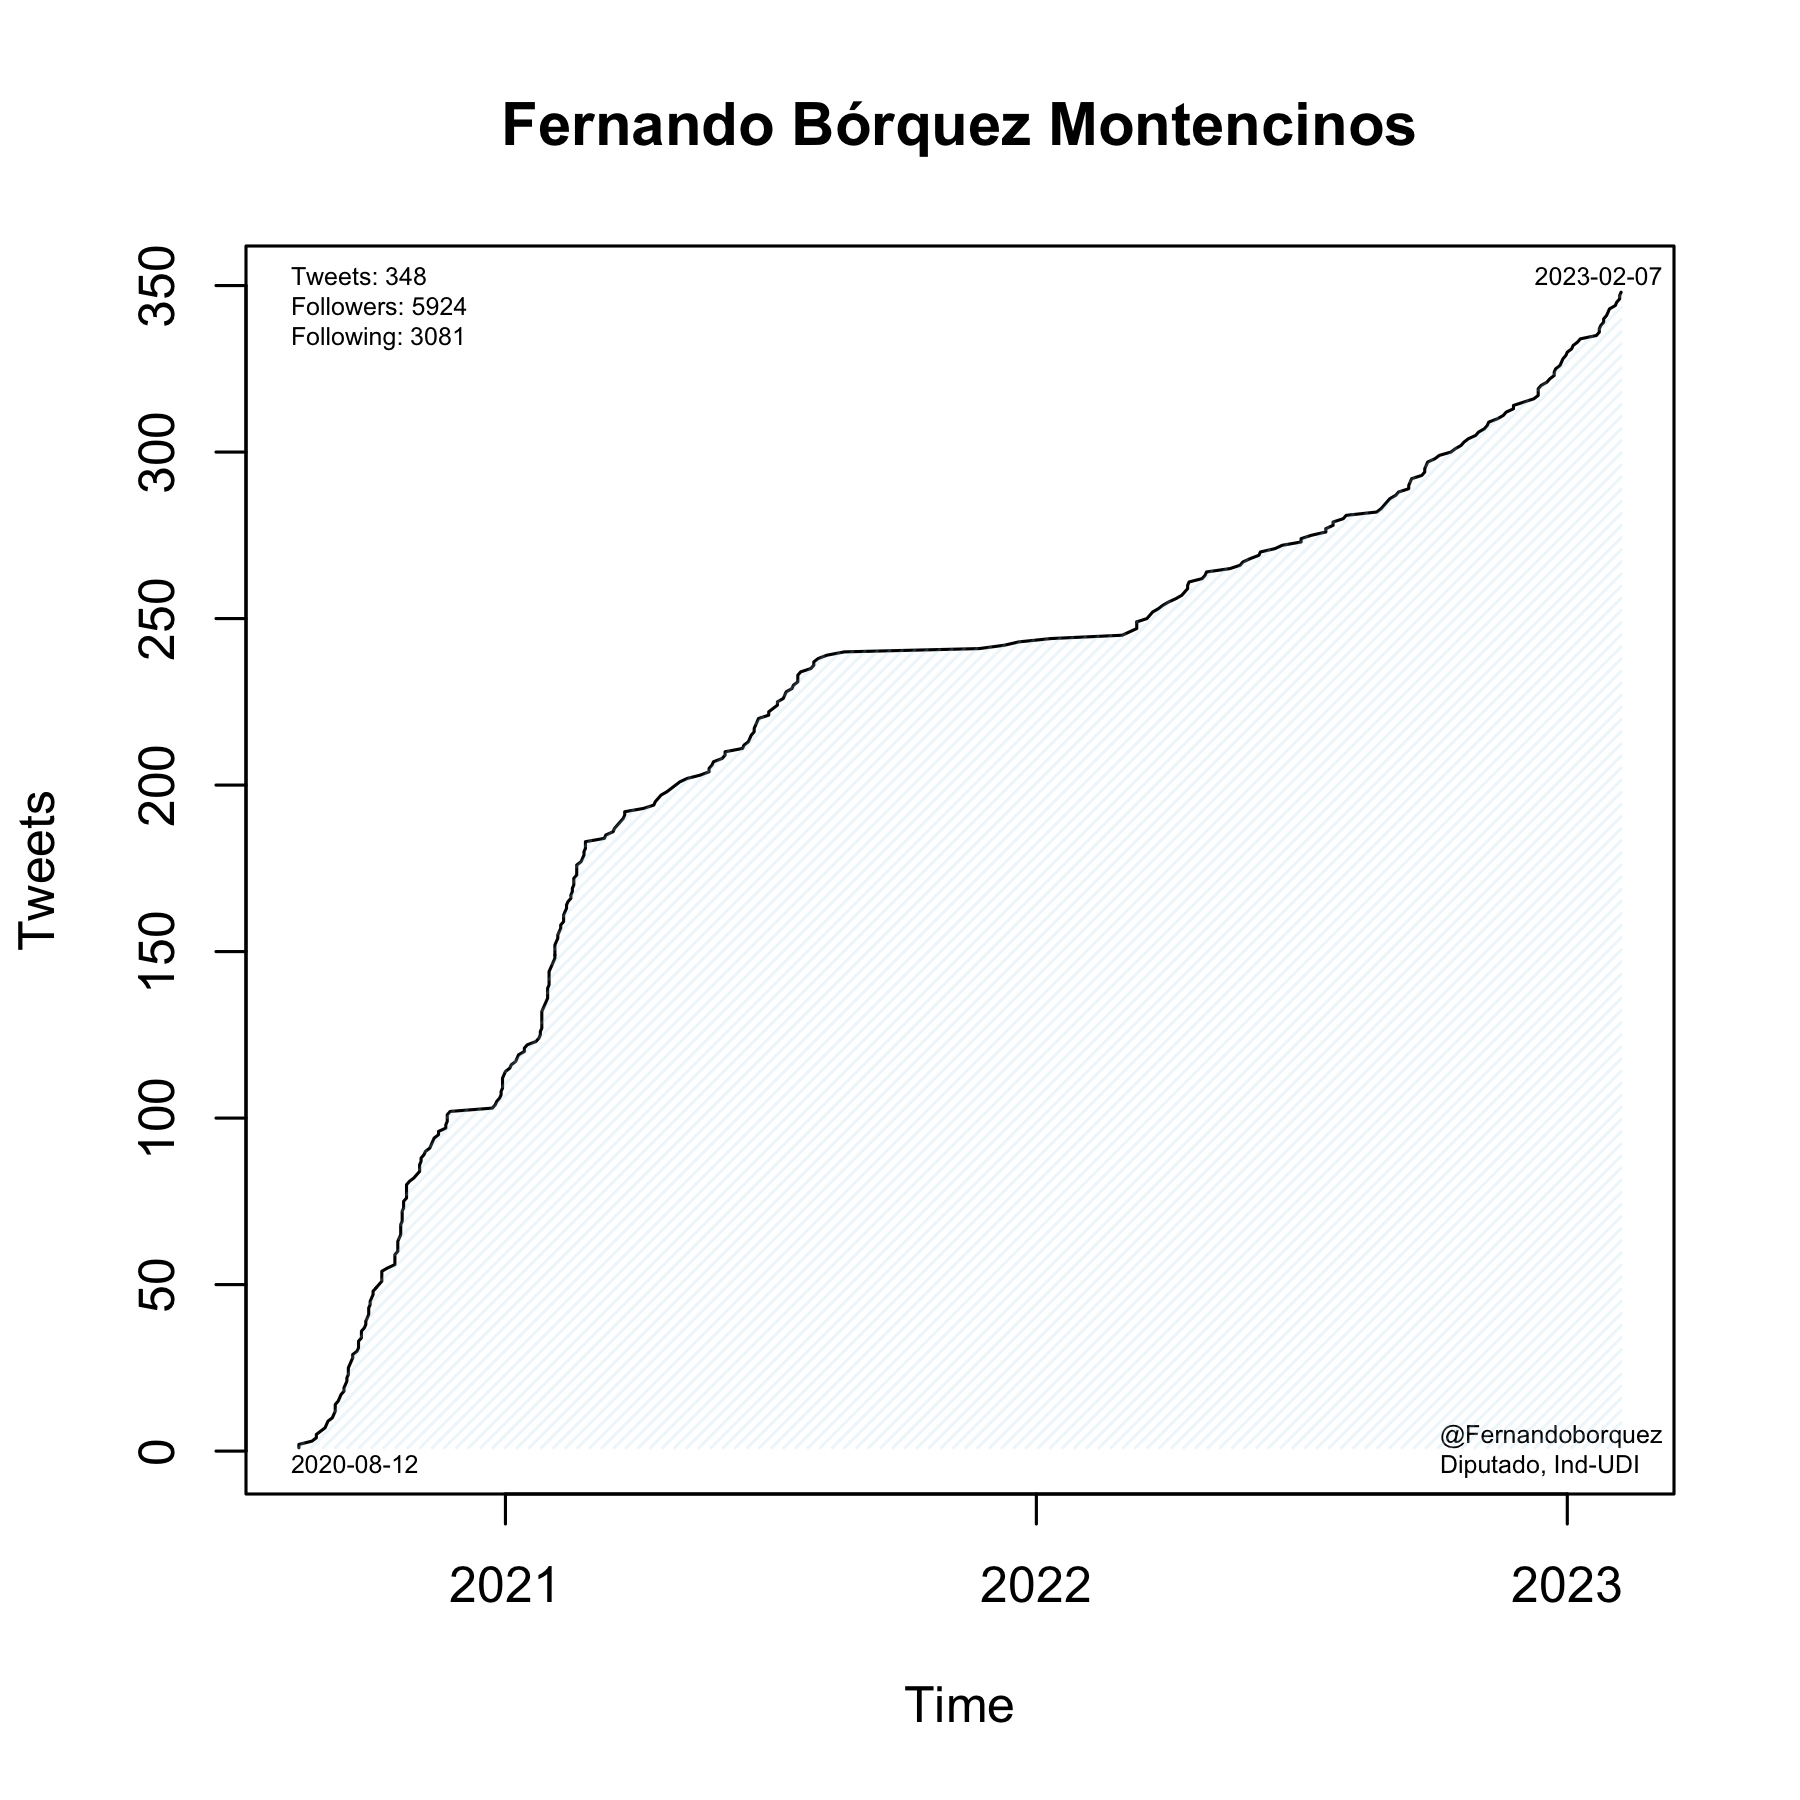 Fernando Bórquez Montencinos
Tweets: 348
Followers: 5924
Following: 3081
2023-02-07
350
300
250
200
150
100
50
0
Tweets
2020-08-12
@Fernandoborquez
Diputado, Ind-UDI
2021 2022 2023
Time